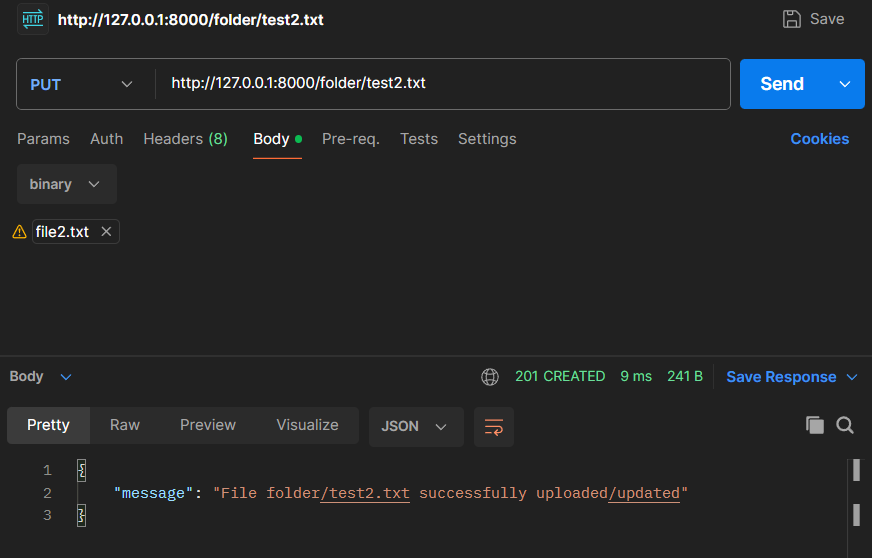 HTTP http://127.0.0.1:8000/folder/test2.txt Save
PUT http://127.0.0.1:8000/folder/test2.txt Send
Params Auth Headers (8) Body Pre-req. Tests Settings Cookies
binary
file2.txt
Body 201 CREATED 9 ms 241 B Save Response
Pretty Raw Preview Visualize JSON
1 {
2 "message": "File folder/test2.txt successfully uploaded/updated"
3 }